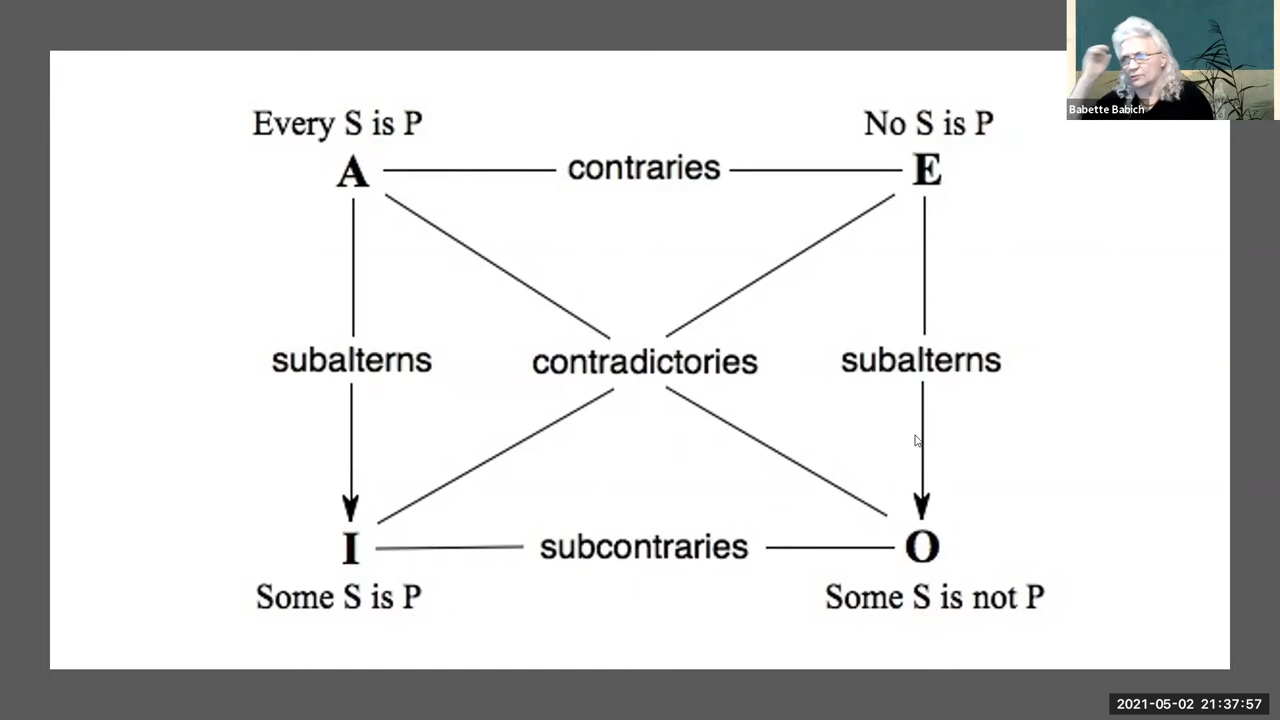 Babette Babich
Every S is P
No S is P
A
contraries
E
subalterns
contradictories
subalterns
I
subcontraries
O
Some S is P
Some S is not P
2021-05-02 21:37:57